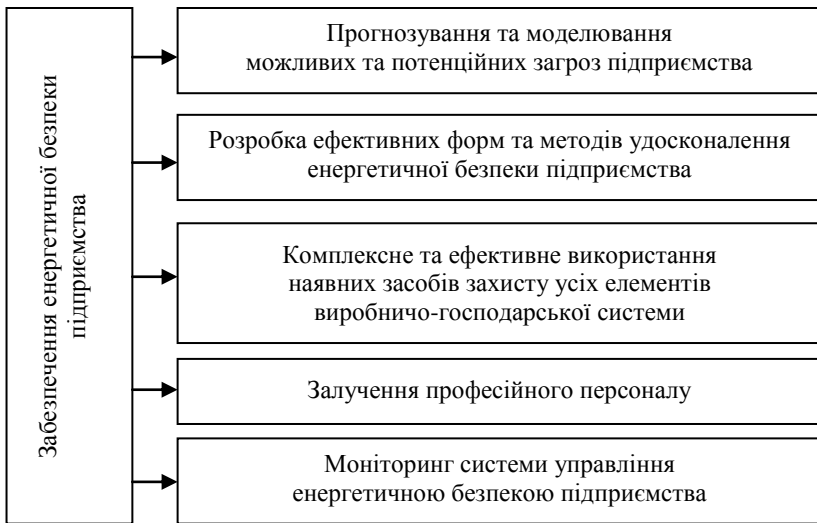 Забезпечення енергетичної безпеки
підприємства
Прогнозування та моделювання
можливих та потенційних загроз підприємства
Розробка ефективних форм та методів удосконалення
енергетичної безпеки підприємства
Комплексне та ефективне використання
наявних засобів захисту усіх елементів
виробничо-господарської системи
Залучення професійного персоналу
Моніторинг системи управління
енергетичною безпекою підприємства